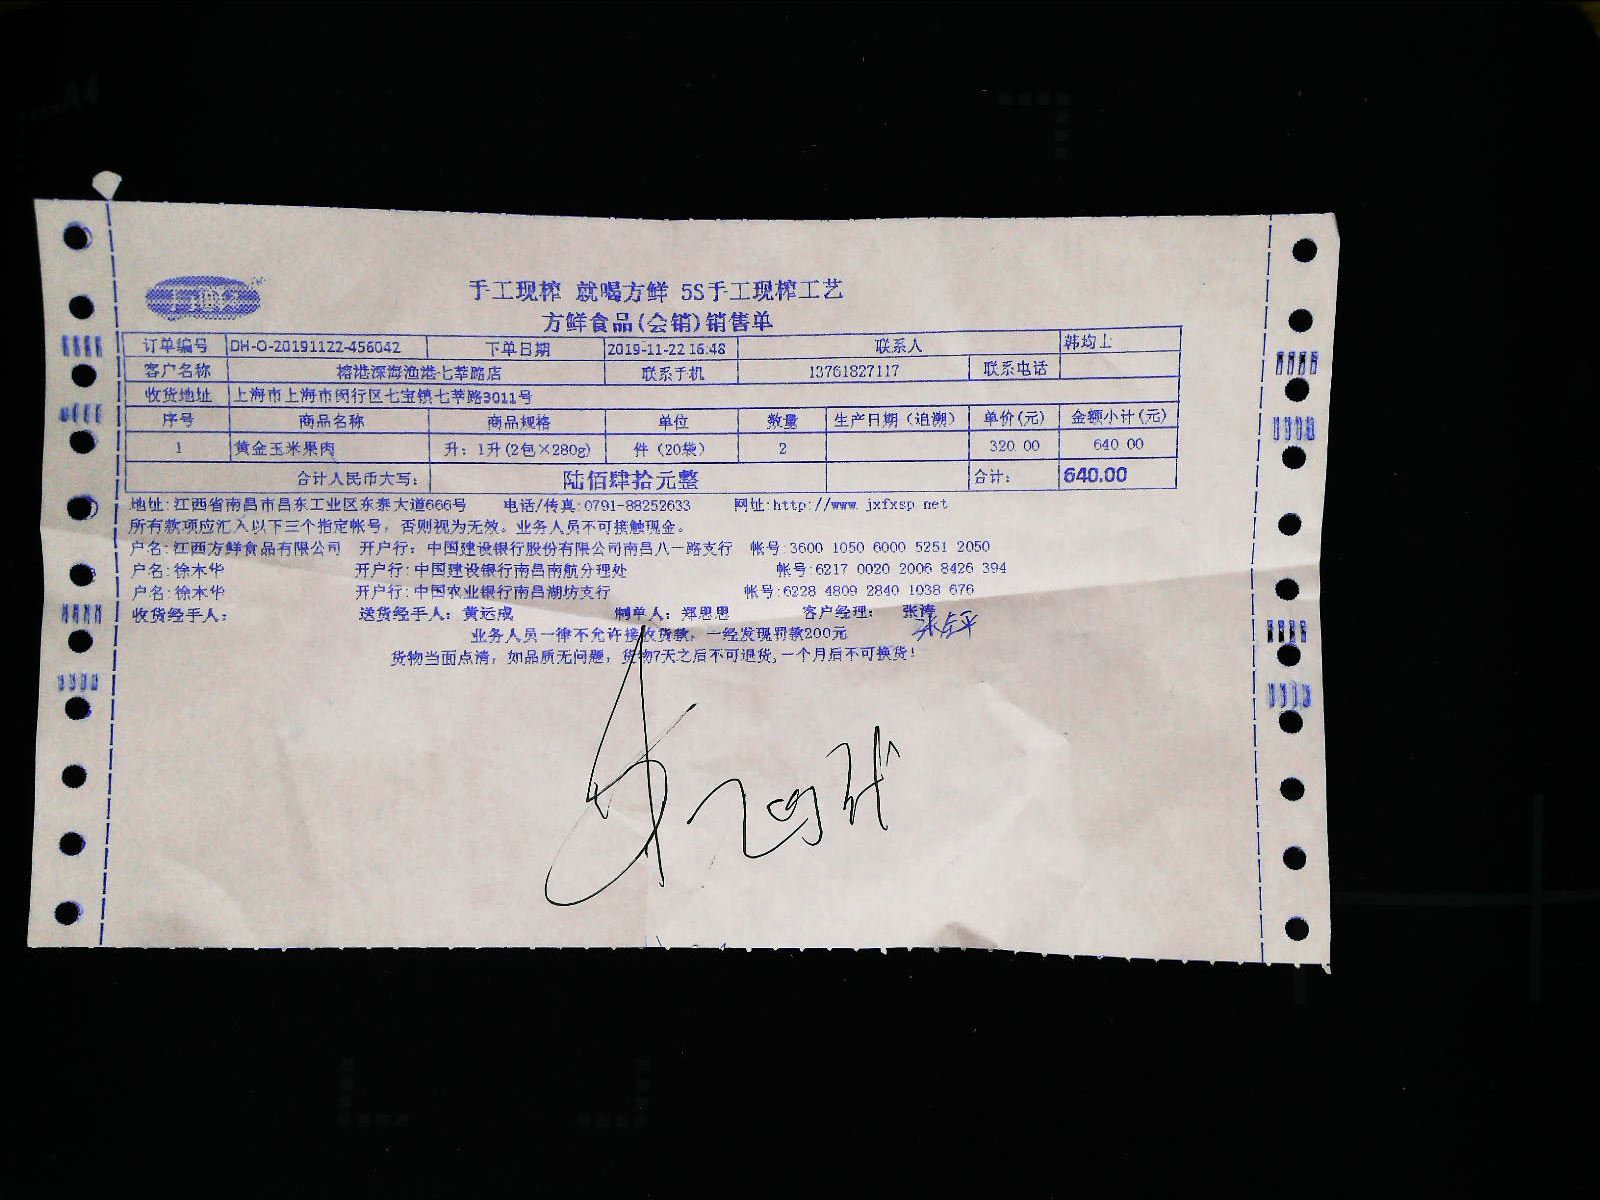 手工现榨 就喝方鲜 5S手工现榨工艺
方鲜食品(会销)销售单
订单编号 DH-O-20191122-456042 下单日期 2019-11-22 16:48 联系人 韩均上
客户名称 榕港深海渔港七莘路店 联系手机 13761827117 联系电话
收货地址 上海市上海市闵行区七宝镇七莘路3011号
序号 商品名称 商品规格 单位 数量 生产日期（追溯） 单价(元) 金额小计(元)
1 黄金玉米果肉 升：1升(2包×280g) 件（20袋） 2 320.00 640.00
合计人民币大写： 陆佰肆拾元整 合计： 640.00
地址:江西省南昌市昌东工业区东泰大道666号 电话/传真:0791-88252633 网址:http://www.jxfxsp.net
所有款项应汇入以下三个指定帐号，否则视为无效。业务人员不可接触现金。
户名:江西方鲜食品有限公司 开户行：中国建设银行股份有限公司南昌八一路支行 帐号:3600 1050 6000 5251 2050
户名:徐木华 开户行:中国建设银行南昌南航分理处 帐号:6217 0020 2006 8426 394
户名:徐木华 开户行:中国农业银行南昌湖坊支行 帐号:6228 4809 2840 1038 676
收货经手人： 送货经手人：黄远成 制单人：郑思思 客户经理： 张涛
业务人员一律不允许接收货款，一经发现罚款200元
货物当面点清，如品质无问题，货物7天之后不可退货,一个月后不可换货!